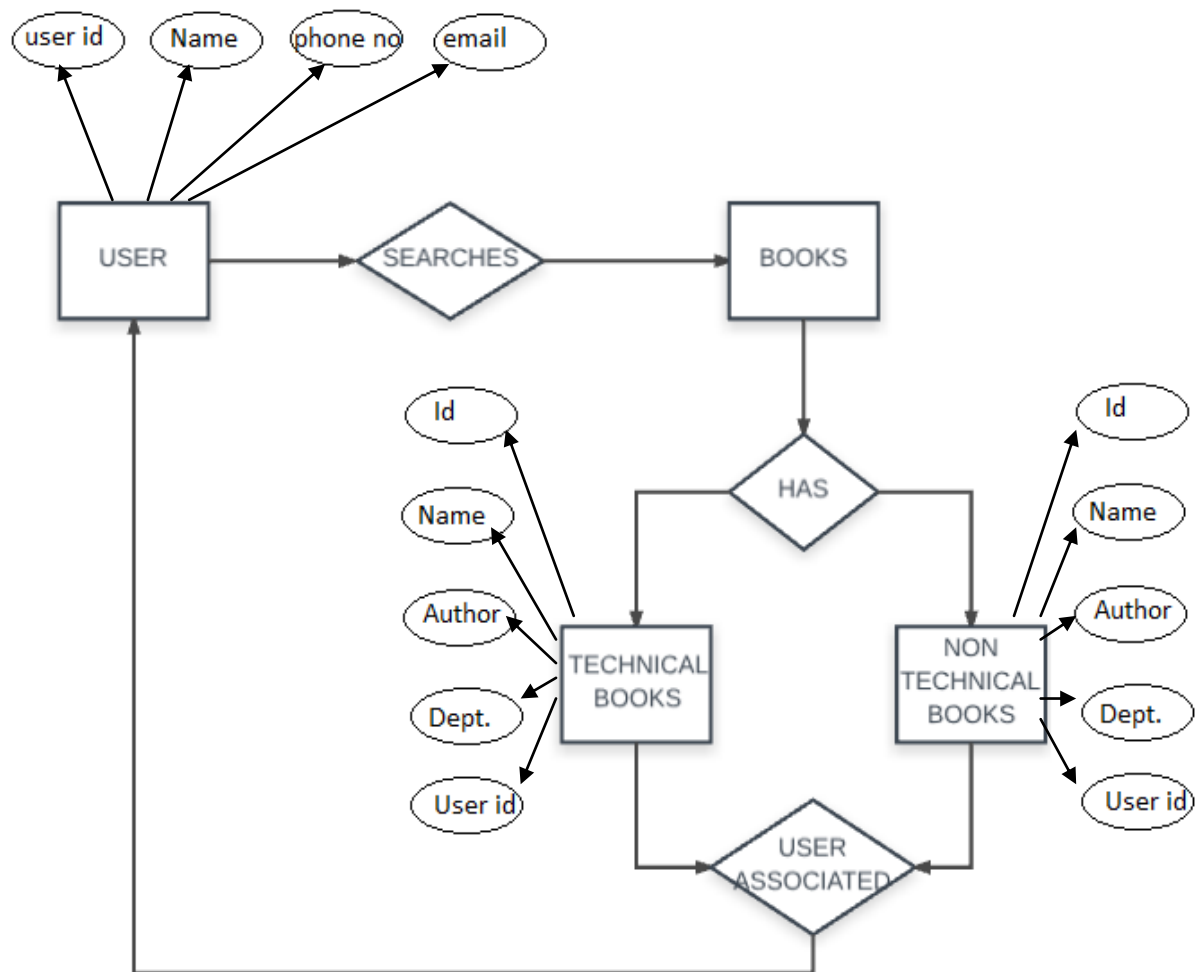 user id
Name
phone no
email
USER
SEARCHES
BOOKS
Id
Name
Author
Dept.
User id
HAS
Id
Name
Author
Dept.
User id
TECHNICAL
BOOKS
NON
TECHNICAL
BOOKS
USER
ASSOCIATED